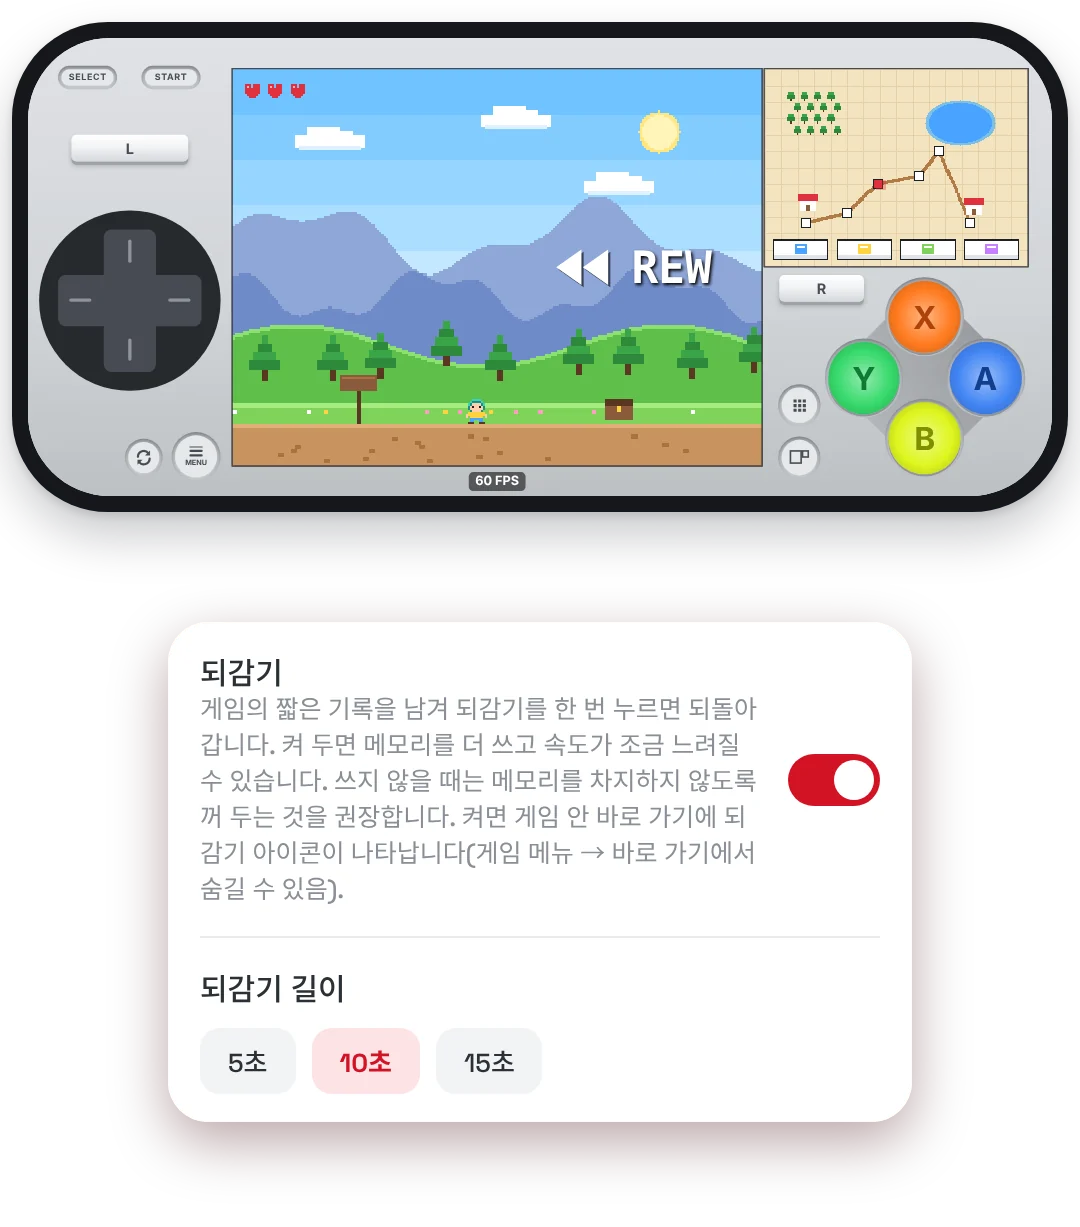 SELECT
START
L
REW
R
X
Y
A
B
MENU
60 FPS
되감기
게임의 짧은 기록을 남겨 되감기를 한 번 누르면 되돌아
갑니다. 켜 두면 메모리를 더 쓰고 속도가 조금 느려질
수 있습니다. 쓰지 않을 때는 메모리를 차지하지 않도록
꺼 두는 것을 권장합니다. 켜면 게임 안 바로 가기에 되
감기 아이콘이 나타납니다(게임 메뉴 → 바로 가기에서
숨길 수 있음).
되감기 길이
5초
10초
15초